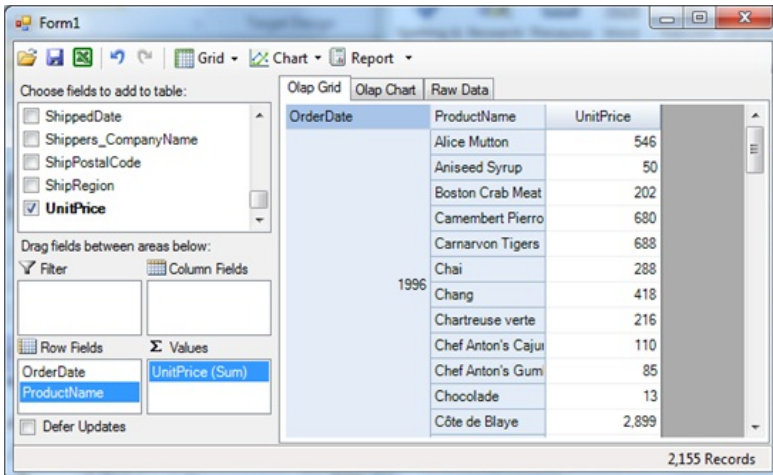 Form1
Grid Chart Report
Choose fields to add to table:
ShippedDate
Shippers_CompanyName
ShipPostalCode
ShipRegion
UnitPrice
Drag fields between areas below:
Filter
Column Fields
Row Fields
Σ Values
OrderDate
ProductName
UnitPrice (Sum)
Defer Updates
Olap Grid Olap Chart Raw Data
OrderDate ProductName UnitPrice
1996
Alice Mutton 546
Aniseed Syrup 50
Boston Crab Meat 202
Camembert Pierro 680
Carnarvon Tigers 688
Chai 288
Chang 418
Chartreuse verte 216
Chef Anton's Cajun 110
Chef Anton's Gum 85
Chocolade 13
Côte de Blaye 2,899
2,155 Records